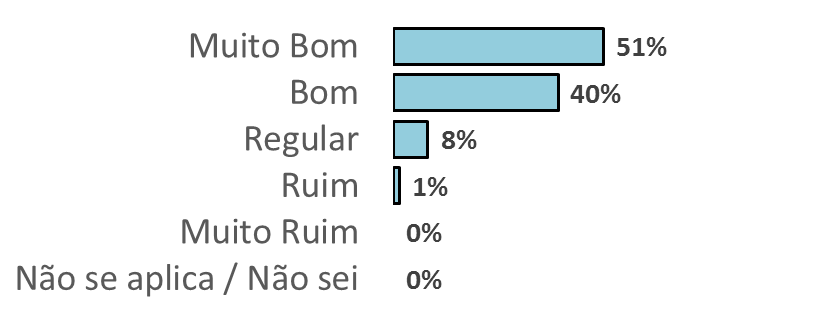 Muito Bom 51%
Bom 40%
Regular 8%
Ruim 1%
Muito Ruim 0%
Não se aplica / Não sei 0%